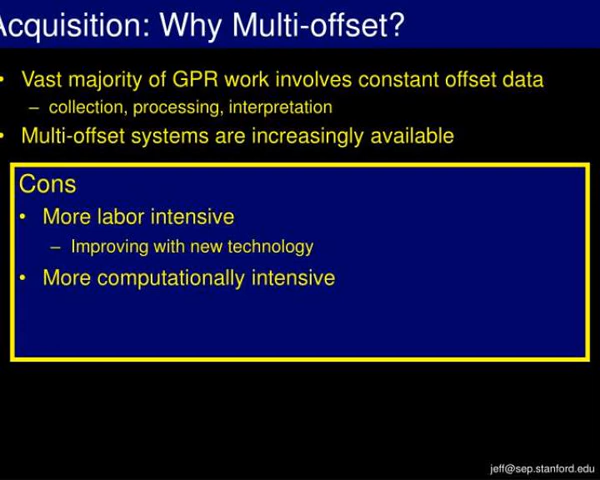 Acquisition: Why Multi-offset?
• Vast majority of GPR work involves constant offset data
– collection, processing, interpretation
• Multi-offset systems are increasingly available
Cons
• More labor intensive
– Improving with new technology
• More computationally intensive
jeff@sep.stanford.edu